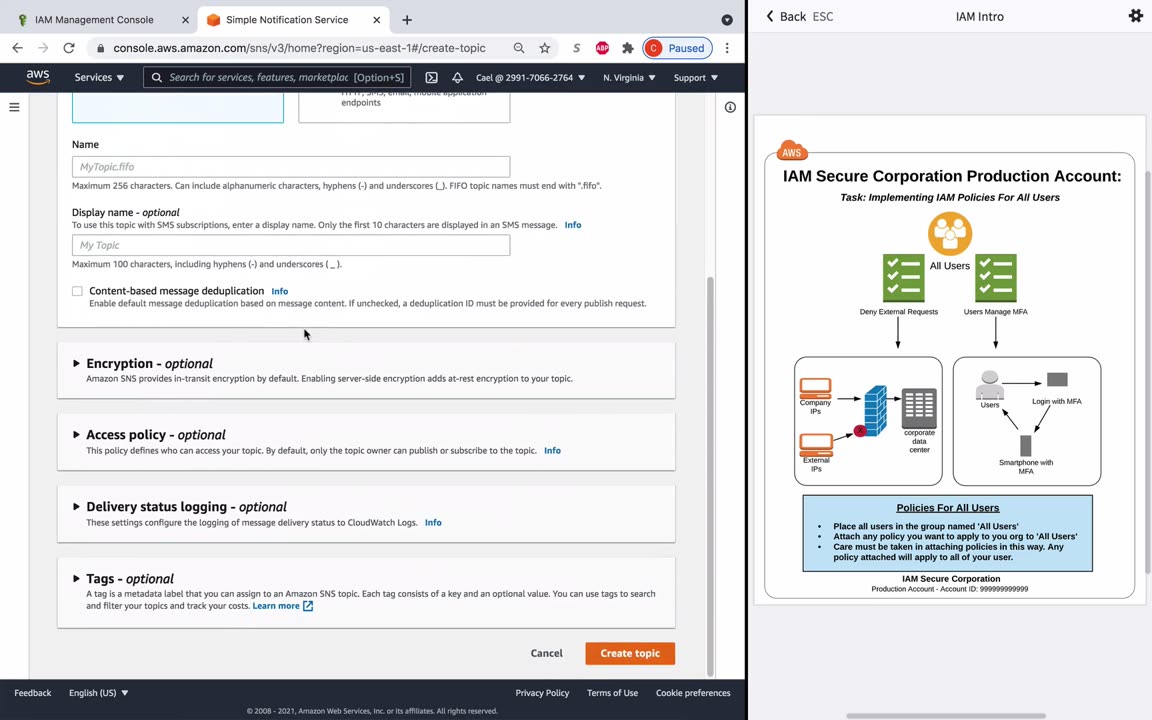 IAM Management Console
Simple Notification Service
console.aws.amazon.com/sns/v3/home?region=us-east-1#/create-topic
S
ABP
C Paused
aws
Services
Search for services, features, marketplac [Option+S]
Cael @ 2991-7066-2764
N. Virginia
Support
HTTP, SMS, email, mobile application
endpoints
Name
MyTopic.fifo
Maximum 256 characters. Can include alphanumeric characters, hyphens (-) and underscores (_). FIFO topic names must end with ".fifo".
Display name - optional
To use this topic with SMS subscriptions, enter a display name. Only the first 10 characters are displayed in an SMS message. Info
My Topic
Maximum 100 characters, including hyphens (-) and underscores (_).
Content-based message deduplication Info
Enable default message deduplication based on message content. If unchecked, a deduplication ID must be provided for every publish request.
Encryption - optional
Amazon SNS provides in-transit encryption by default. Enabling server-side encryption adds at-rest encryption to your topic.
Access policy - optional
This policy defines who can access your topic. By default, only the topic owner can publish or subscribe to the topic. Info
Delivery status logging - optional
These settings configure the logging of message delivery status to CloudWatch Logs. Info
Tags - optional
A tag is a metadata label that you can assign to an Amazon SNS topic. Each tag consists of a key and an optional value. You can use tags to search
and filter your topics and track your costs. Learn more
Cancel
Create topic
Feedback
English (US)
Privacy Policy
Terms of Use
Cookie preferences
© 2008 - 2021, Amazon Web Services, Inc. or its affiliates. All rights reserved.
Back ESC
IAM Intro
AWS
IAM Secure Corporation Production Account:
Task: Implementing IAM Policies For All Users
All Users
Deny External Requests
Users Manage MFA
Company
IPs
External
IPs
X
corporate
data
center
Users
Login with MFA
Smartphone with
MFA
Policies For All Users
• Place all users in the group named 'All Users'
• Attach any policy you want to apply to you org to 'All Users'
• Care must be taken in attaching policies in this way. Any
policy attached will apply to all of your user.
IAM Secure Corporation
Production Account - Account ID: 999999999999